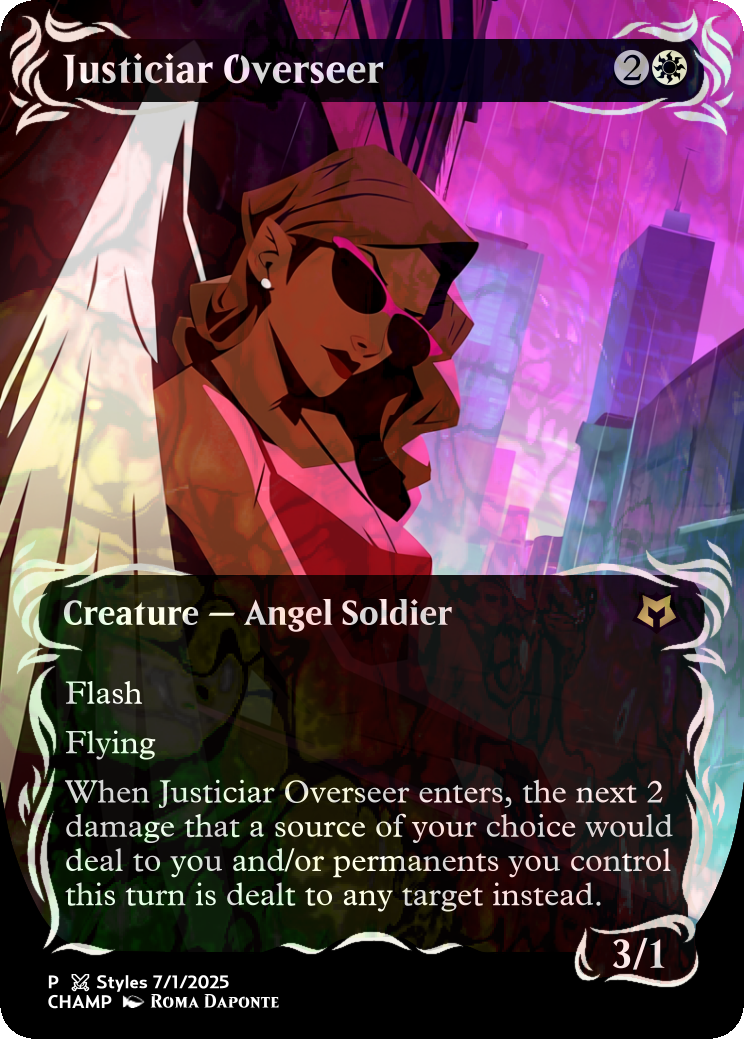 Justiciar Overseer 2
Creature — Angel Soldier
Flash
Flying
When Justiciar Overseer enters, the next 2
damage that a source of your choice would
deal to you and/or permanents you control
this turn is dealt to any target instead.
3/1
P Styles 7/1/2025
CHAMP Roma Daponte